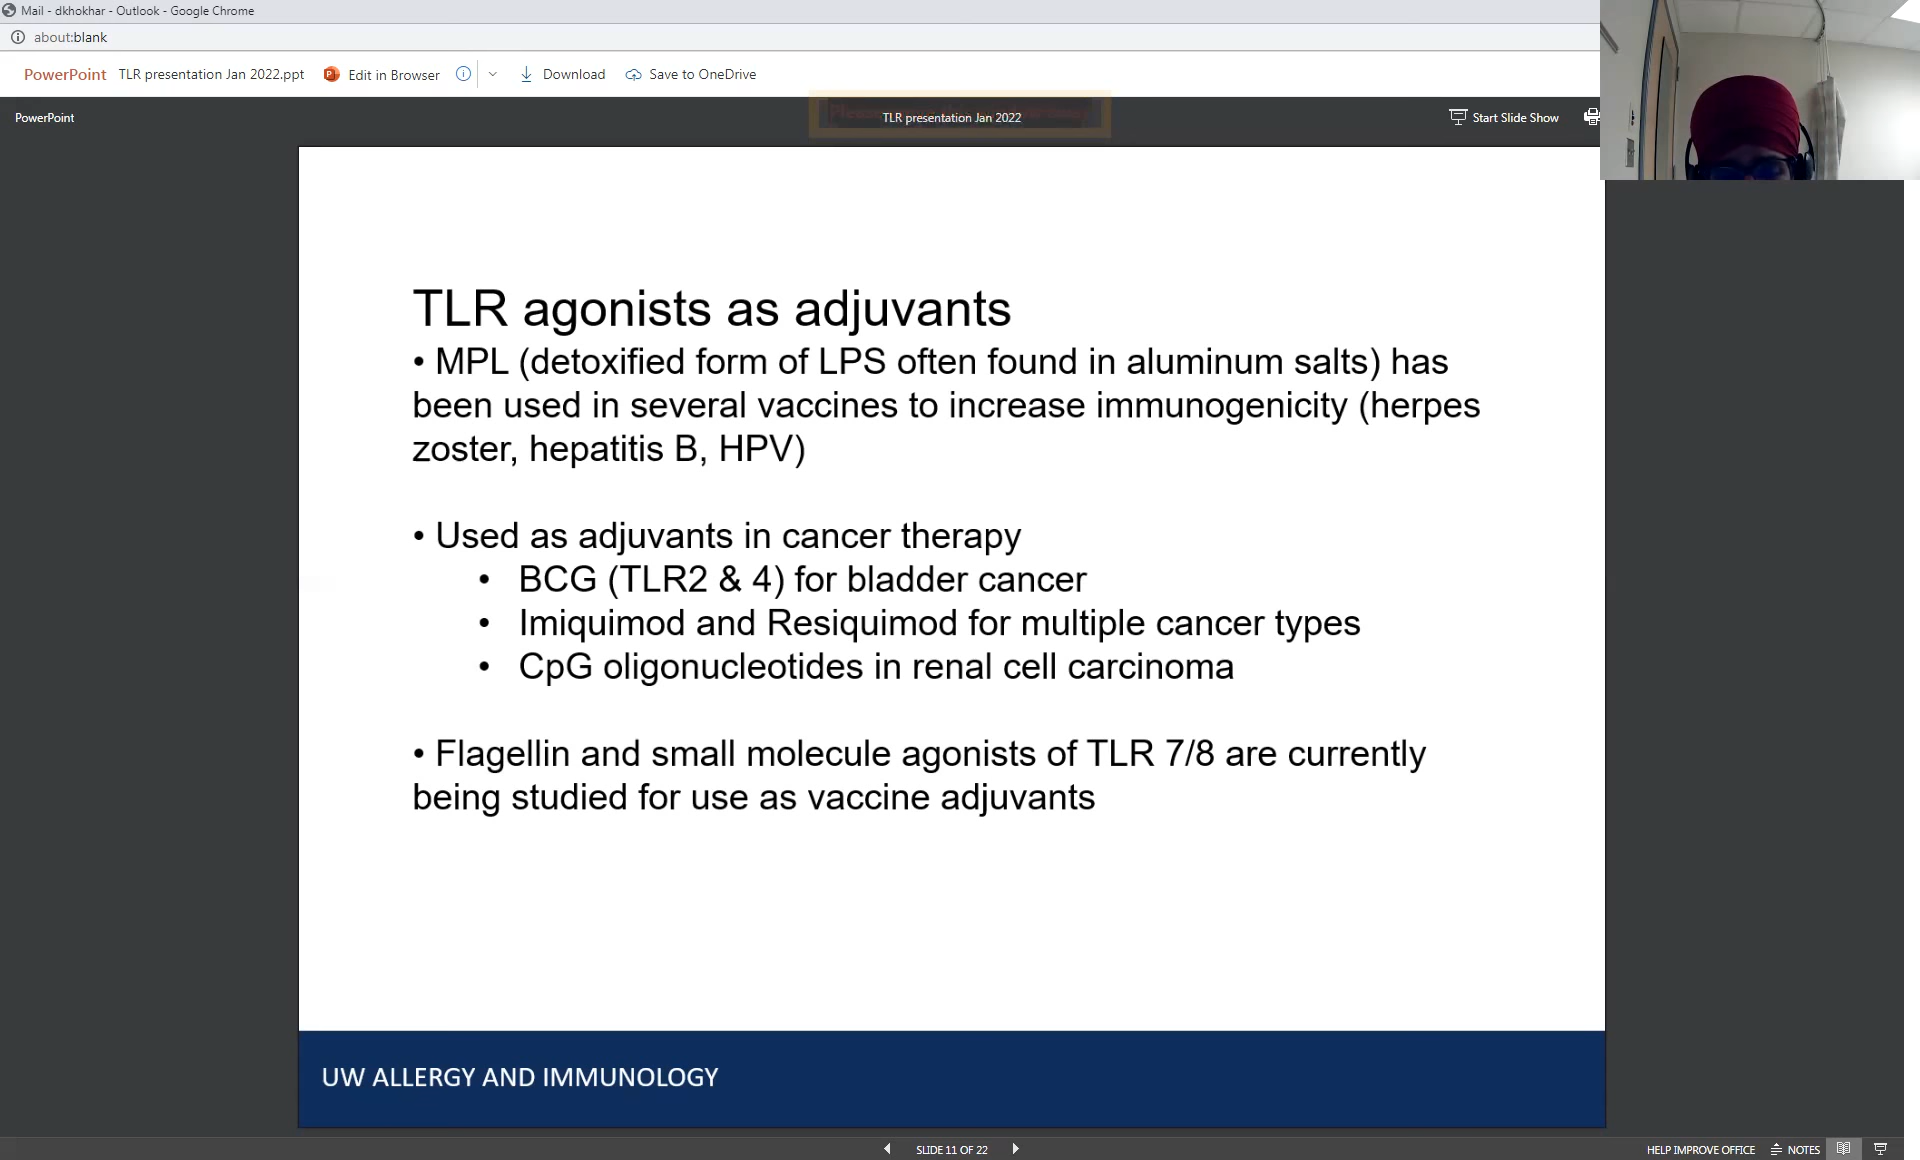 Mail - dkhokhar - Outlook - Google Chrome
about:blank
PowerPoint TLR presentation Jan 2022.ppt Edit in Browser Download Save to OneDrive
PowerPoint TLR presentation Jan 2022 Start Slide Show
TLR agonists as adjuvants
• MPL (detoxified form of LPS often found in aluminum salts) has
been used in several vaccines to increase immunogenicity (herpes
zoster, hepatitis B, HPV)
• Used as adjuvants in cancer therapy
• BCG (TLR2 & 4) for bladder cancer
• Imiquimod and Resiquimod for multiple cancer types
• CpG oligonucleotides in renal cell carcinoma
• Flagellin and small molecule agonists of TLR 7/8 are currently
being studied for use as vaccine adjuvants
UW ALLERGY AND IMMUNOLOGY
SLIDE 11 OF 22 HELP IMPROVE OFFICE NOTES